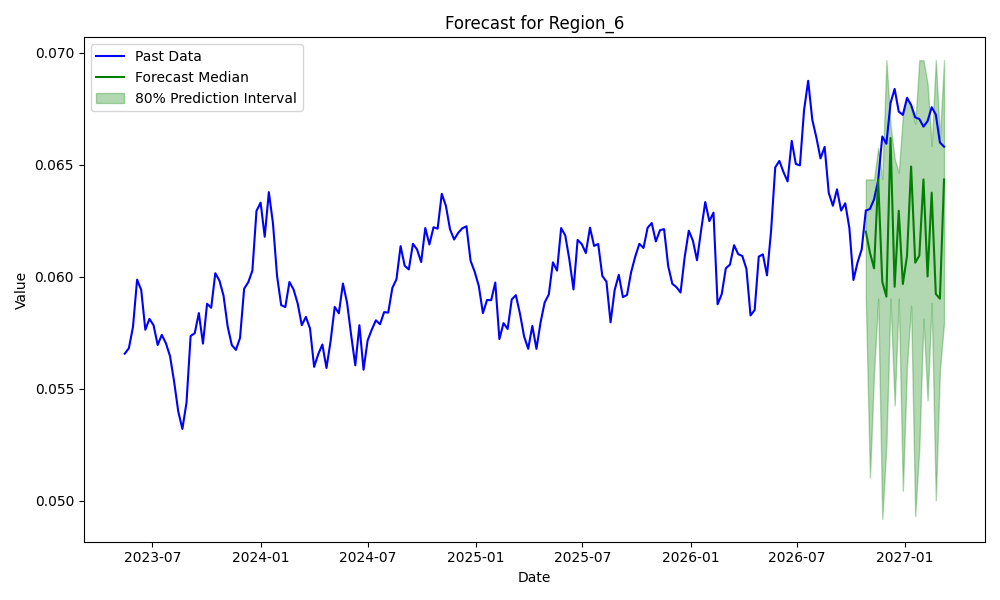 Forecast for Region_6
Past Data
Forecast Median
80% Prediction Interval
Value
0.070
0.065
0.060
0.055
0.050
2023-07
2024-01
2024-07
2025-01
2025-07
2026-01
2026-07
2027-01
Date